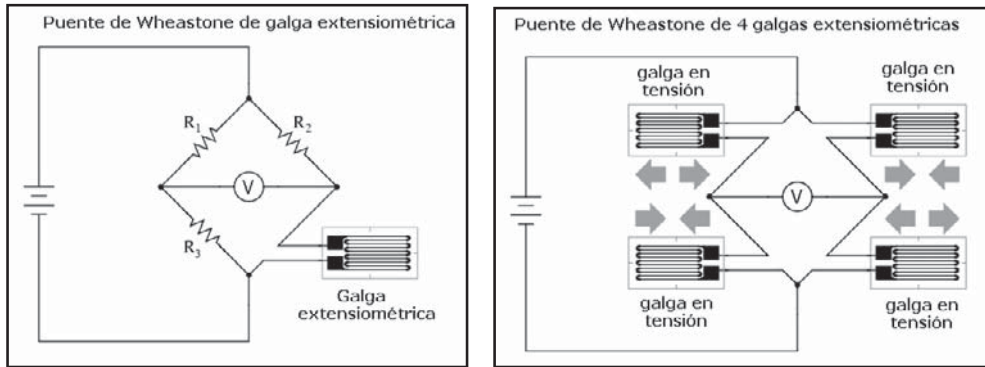 Puente de Wheastone de galga extensiométrica
R1
R2
V
R3
Galga
extensiométrica
Puente de Wheastone de 4 galgas extensiométricas
galga en
tensión
galga en
tensión
V
galga en
tensión
galga en
tensión